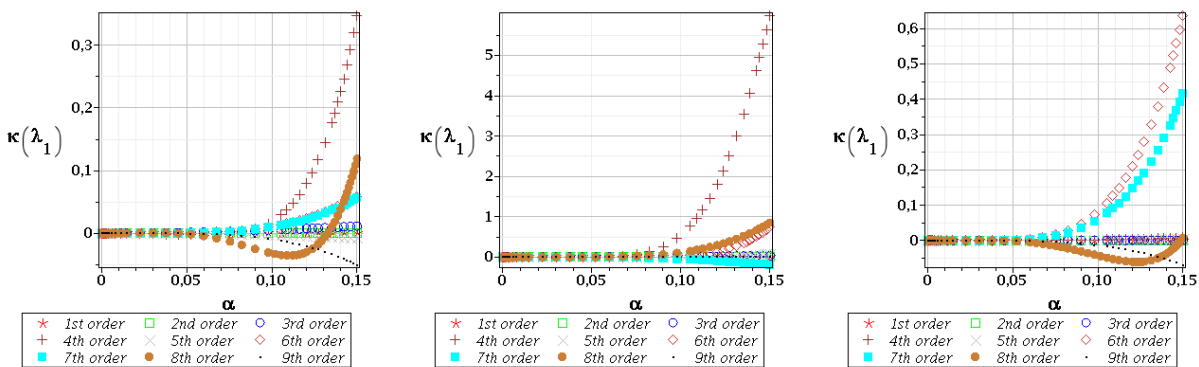 0,3
0,2
κ(λ1)
0,1
0
0 0,05 0,10 0,15
α
1st order 2nd order 3rd order
4th order 5th order 6th order
7th order 8th order 9th order
5
4
3
κ(λ1)
2
1
0
0 0,05 0,10 0,15
α
1st order 2nd order 3rd order
4th order 5th order 6th order
7th order 8th order 9th order
0,6
0,5
0,4
κ(λ1)
0,3
0,2
0,1
0
0 0,05 0,10 0,15
α
1st order 2nd order 3rd order
4th order 5th order 6th order
7th order 8th order 9th order